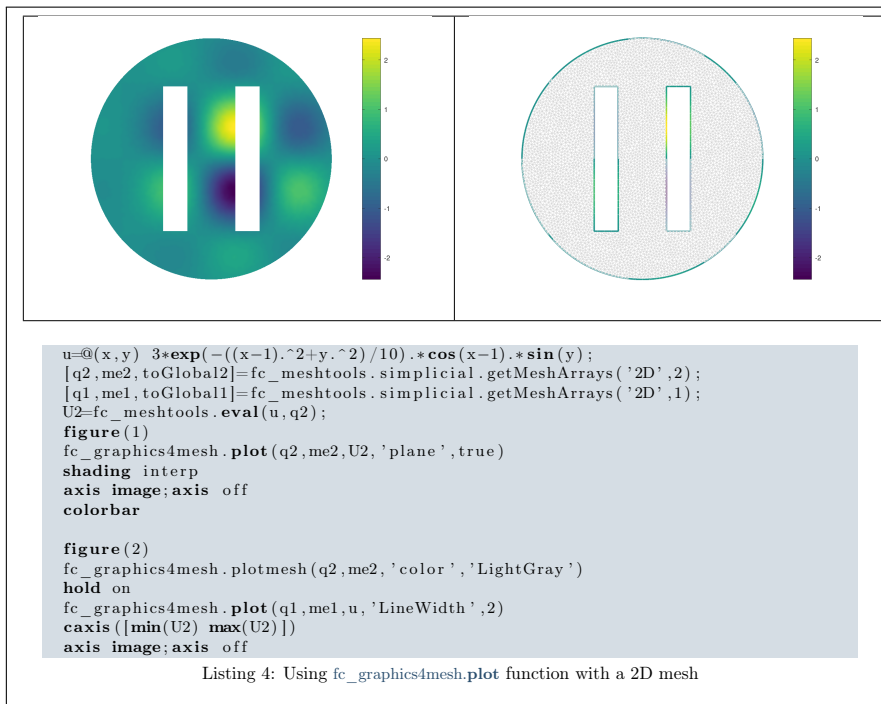 2
1
0
-1
-2
2
1
0
-1
-2
u=@(x,y) 3*exp(-((x-1).^2+y.^2)/10).*cos(x-1).*sin(y);
[q2,me2,toGlobal2]=fc_meshtools.simplicial.getMeshArrays('2D',2);
[q1,me1,toGlobal1]=fc_meshtools.simplicial.getMeshArrays('2D',1);
U2=fc_meshtools.eval(u,q2);
figure(1)
fc_graphics4mesh.plot(q2,me2,U2,'plane',true)
shading interp
axis image;axis off
colorbar
figure(2)
fc_graphics4mesh.plotmesh(q2,me2,'color','LightGray')
hold on
fc_graphics4mesh.plot(q1,me1,u,'LineWidth',2)
caxis([min(U2) max(U2)])
axis image;axis off
Listing 4: Using fc_graphics4mesh.plot function with a 2D mesh